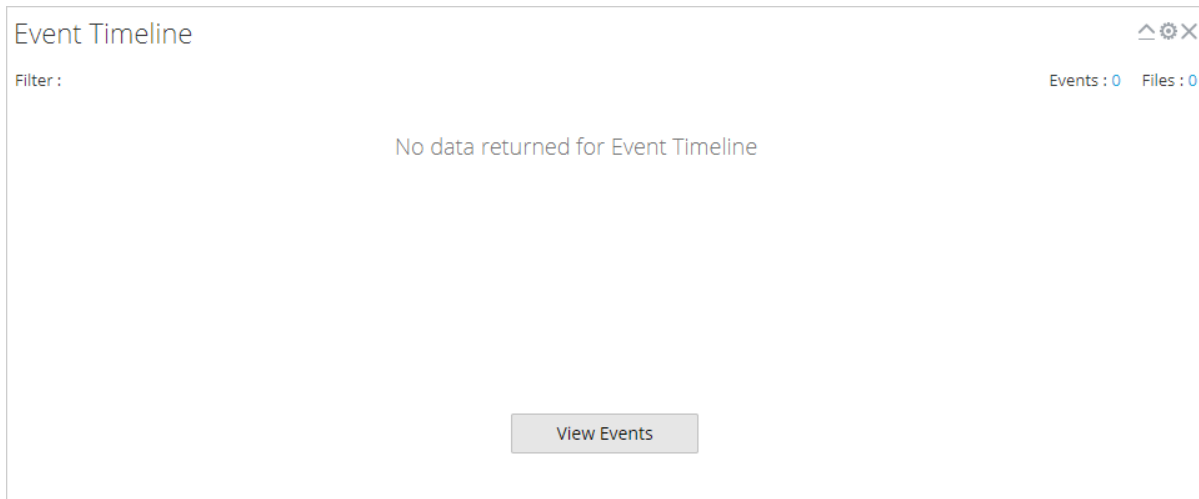 Event Timeline
Filter :
Events : 0 Files : 0
No data returned for Event Timeline
View Events